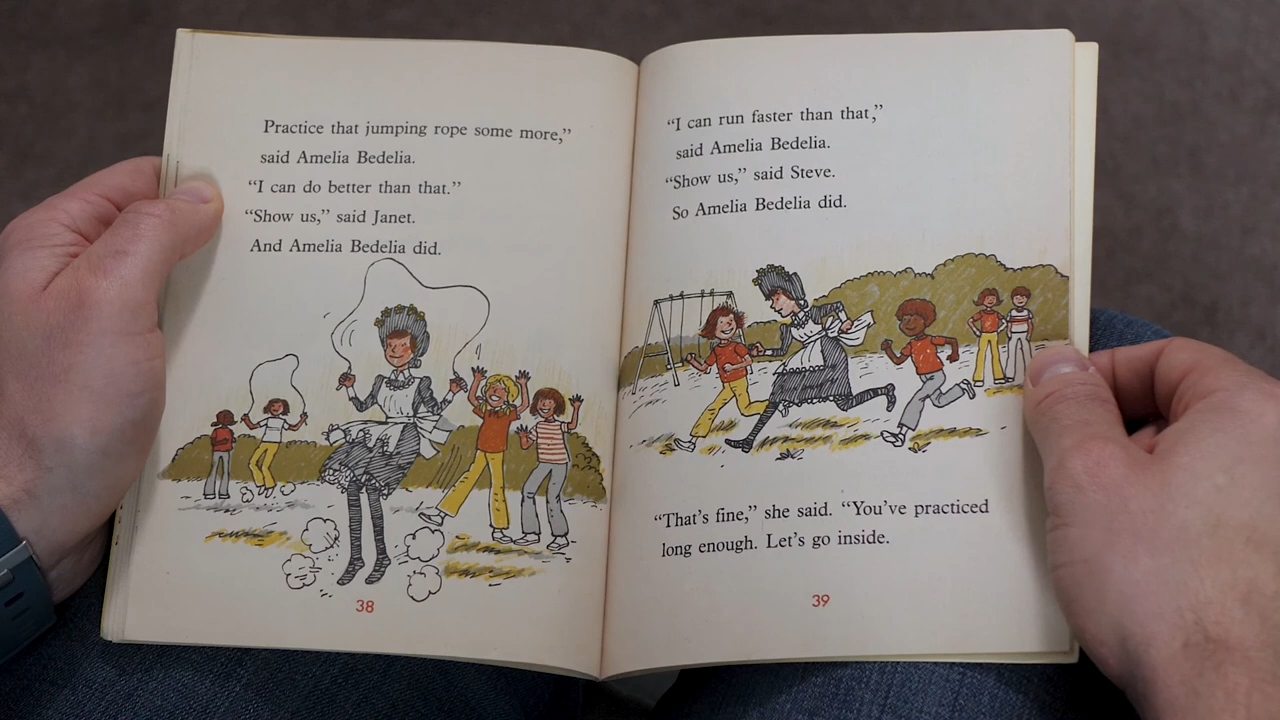 Practice that jumping rope some more,”
said Amelia Bedelia.
“I can do better than that.”
“Show us,” said Janet.
And Amelia Bedelia did.
38
“I can run faster than that,”
said Amelia Bedelia.
“Show us,” said Steve.
So Amelia Bedelia did.
“That’s fine,” she said. “You’ve practiced
long enough. Let’s go inside.
39